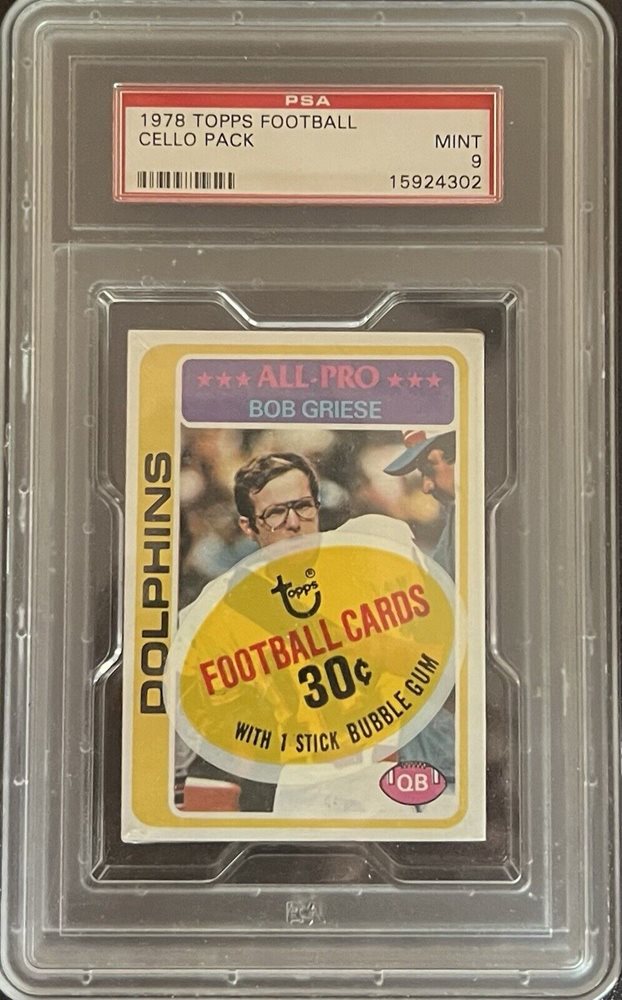 PSA
1978 TOPPS FOOTBALL
CELLO PACK MINT
9
15924302
★★★ ALL-PRO ★★★
BOB GRIESE
DOLPHINS
topps®
FOOTBALL CARDS
30¢
WITH 1 STICK BUBBLE GUM
QB
PSA